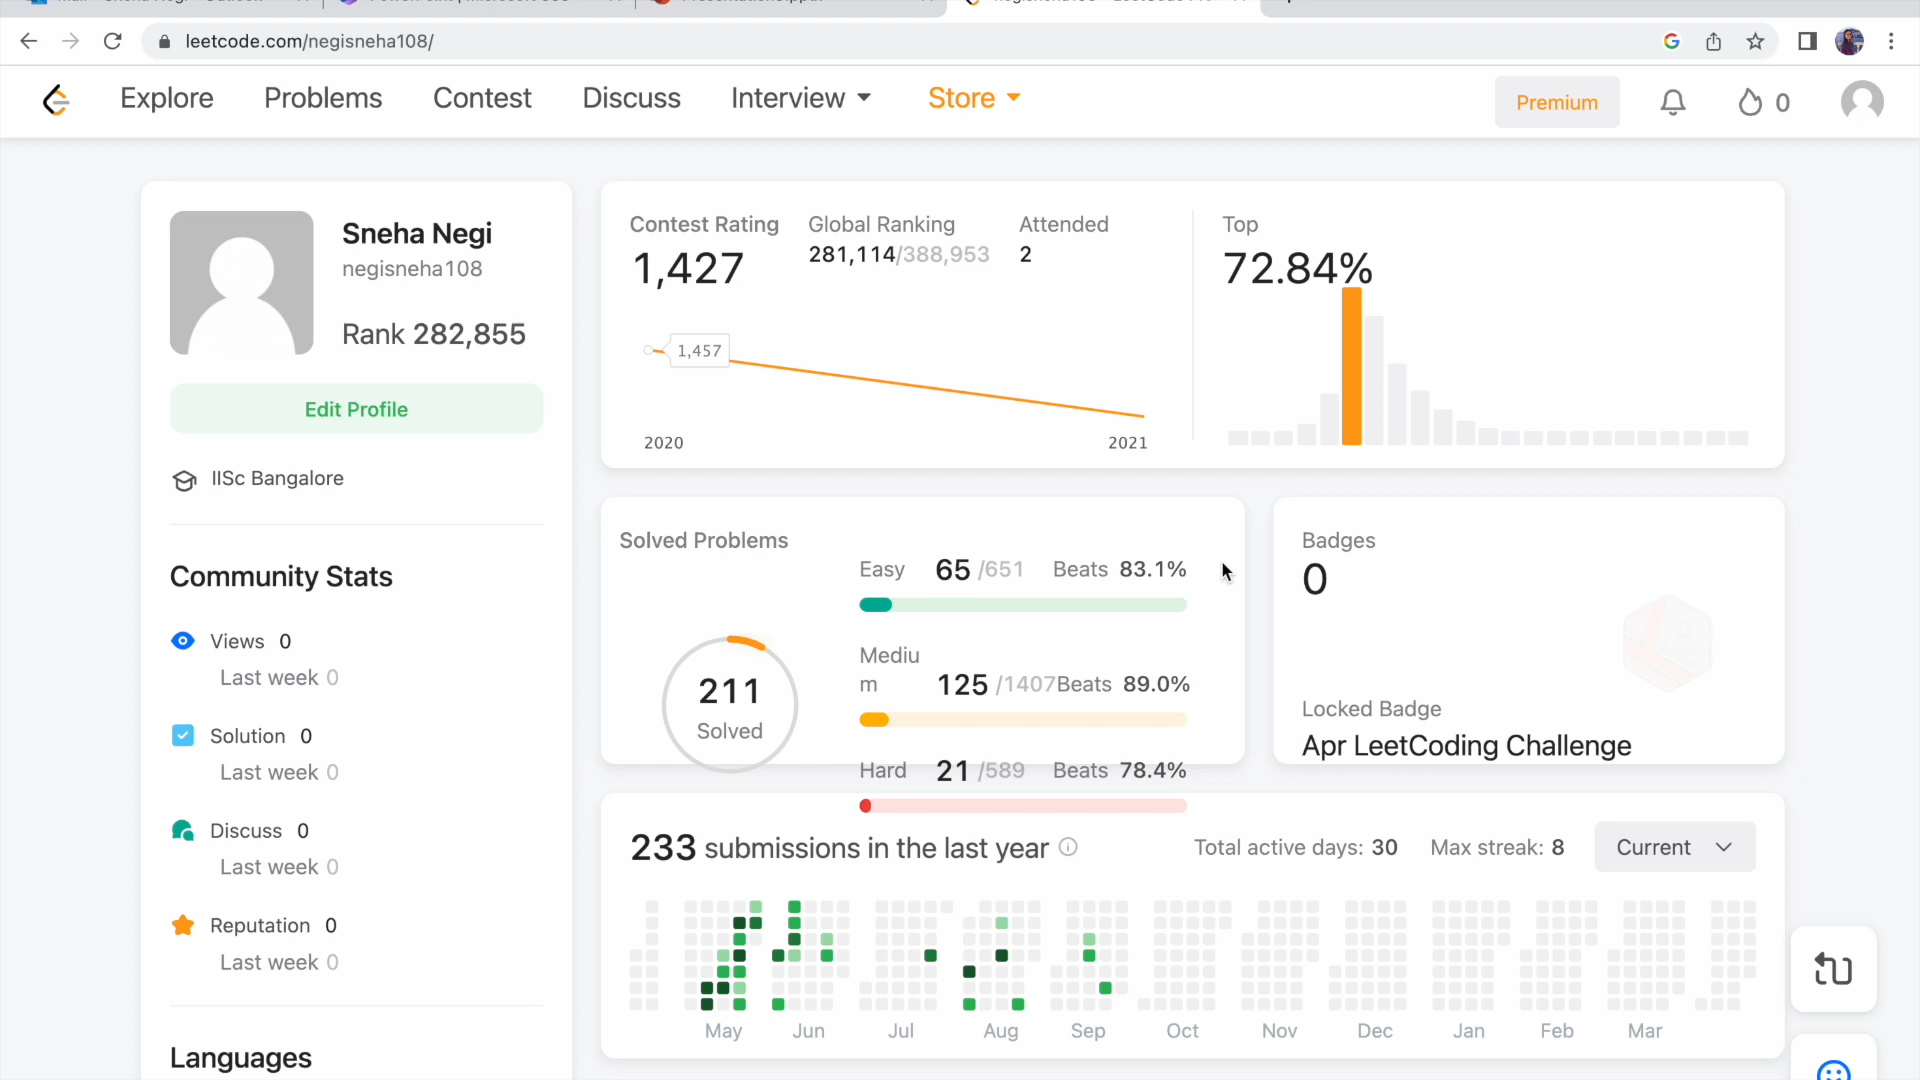 leetcode.com/negisneha108/
Explore Problems Contest Discuss Interview Store Premium 0
Sneha Negi
negisneha108
Rank 282,855
Edit Profile
IISc Bangalore
Community Stats
Views 0
Last week 0
Solution 0
Last week 0
Discuss 0
Last week 0
Reputation 0
Last week 0
Languages
Contest Rating
1,427
Global Ranking
281,114/388,953
Attended
2
1,457
2020 2021
Top
72.84%
Solved Problems
211
Solved
Easy 65 /651 Beats 83.1%
Mediu
m 125 /1407Beats 89.0%
Hard 21 /589 Beats 78.4%
Badges
0
Locked Badge
Apr LeetCoding Challenge
233 submissions in the last year
Total active days: 30 Max streak: 8 Current
May Jun Jul Aug Sep Oct Nov Dec Jan Feb Mar